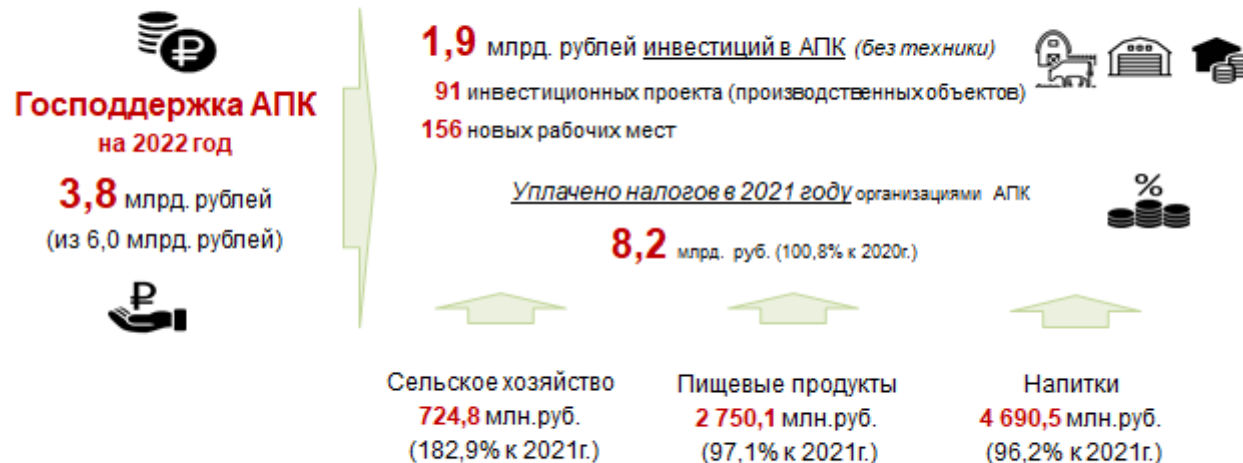 Господдержка АПК
на 2022 год
3,8 млрд. рублей
(из 6,0 млрд. рублей)
1,9 млрд. рублей инвестиций в АПК (без техники)
91 инвестиционных проекта (производственных объектов)
156 новых рабочих мест
Уплачено налогов в 2021 году организациями АПК
%
8,2 млрд. руб. (100,8% к 2020г.)
Сельское хозяйство
724,8 млн.руб.
(182,9% к 2021г.)
Пищевые продукты
2 750,1 млн.руб.
(97,1% к 2021г.)
Напитки
4 690,5 млн.руб.
(96,2% к 2021г.)